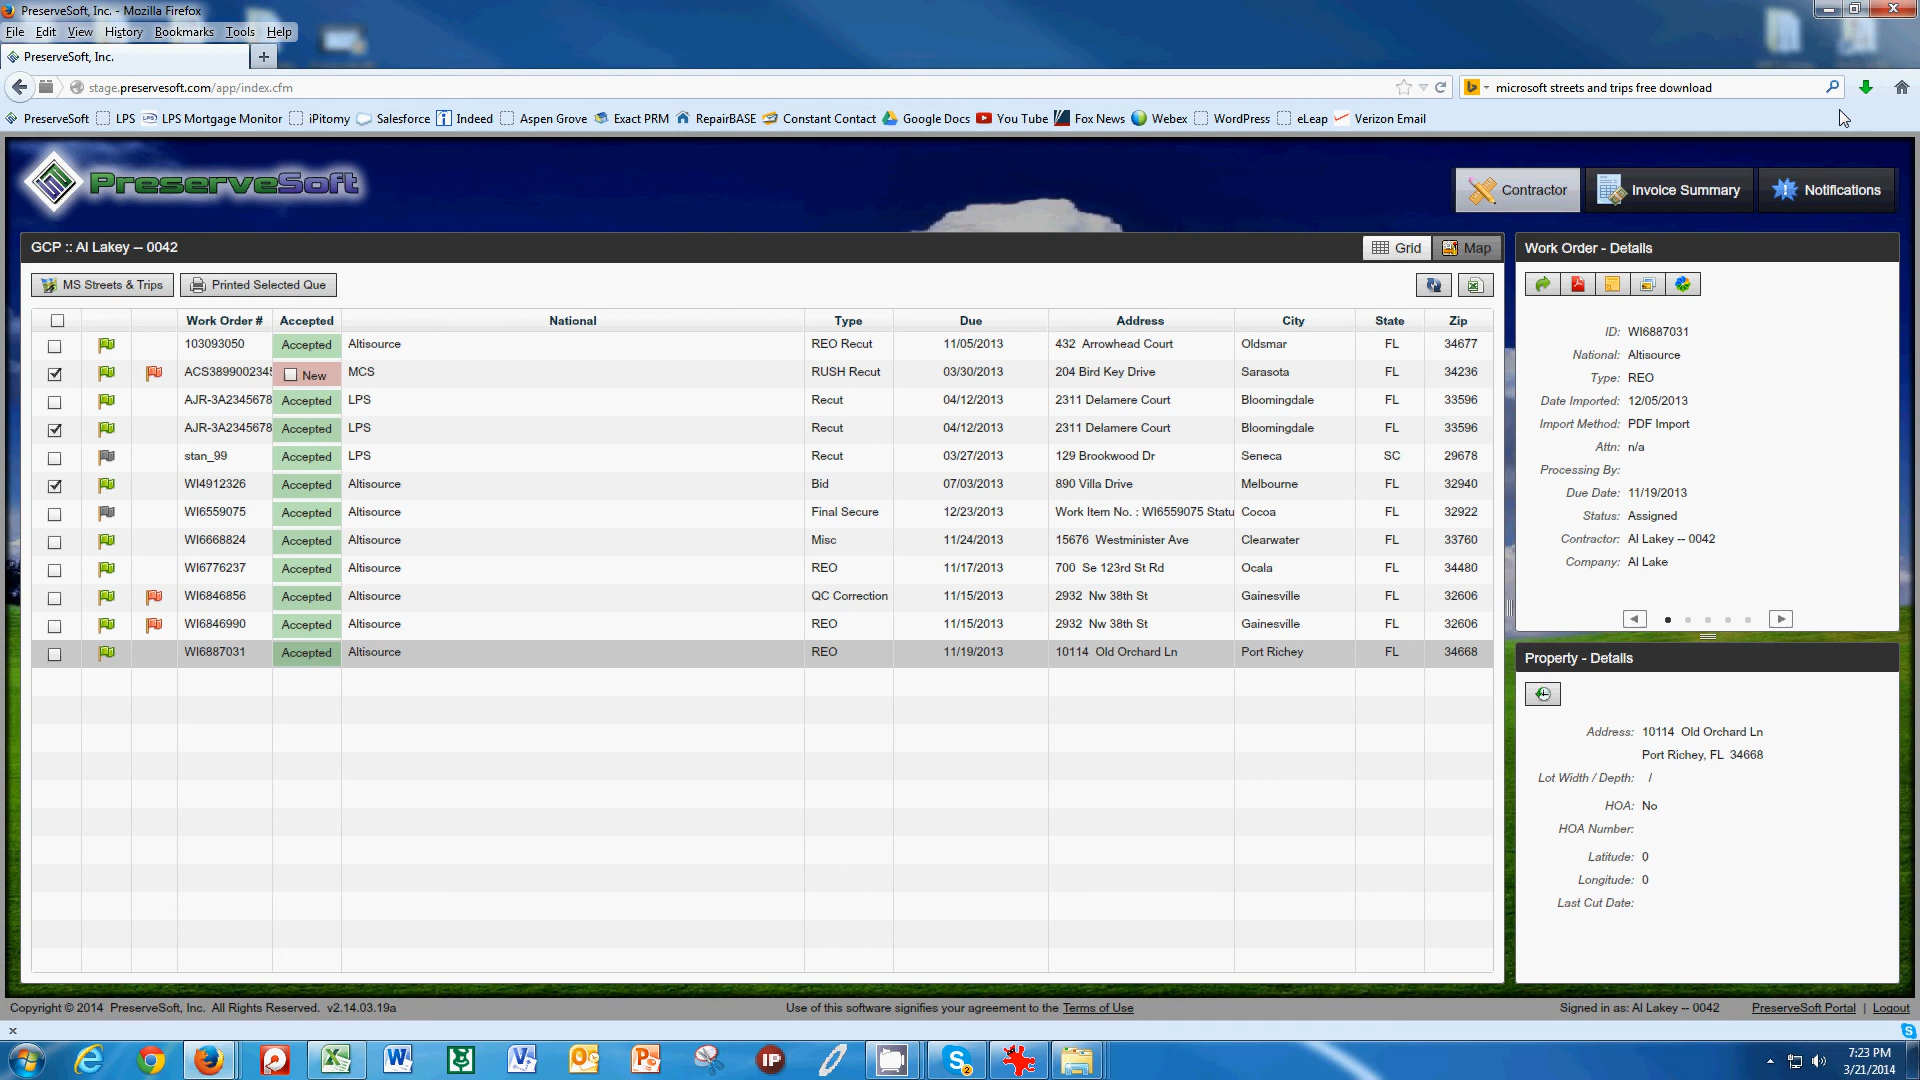 PreserveSoft, Inc. - Mozilla Firefox
File Edit View History Bookmarks Tools Help
PreserveSoft, Inc.
stage.preservesoft.com/app/index.cfm
microsoft streets and trips free download
PreserveSoft LPS LPS Mortgage Monitor iPitomy Salesforce Indeed Aspen Grove Exact PRM RepairBASE Constant Contact Google Docs You Tube Fox News Webex WordPress eLeap Verizon Email
PreserveSoft
Contractor Invoice Summary Notifications
GCP :: Al Lakey -- 0042
Grid Map
MS Streets & Trips Printed Selected Que
Work Order # Accepted National Type Due Address City State Zip
103093050 Accepted Altisource REO Recut 11/05/2013 432 Arrowhead Court Oldsmar FL 34677
ACS3899002345 New MCS RUSH Recut 03/30/2013 204 Bird Key Drive Sarasota FL 34236
AJR-3A2345678 Accepted LPS Recut 04/12/2013 2311 Delamere Court Bloomingdale FL 33596
AJR-3A2345678 Accepted LPS Recut 04/12/2013 2311 Delamere Court Bloomingdale FL 33596
stan_99 Accepted LPS Recut 03/27/2013 129 Brookwood Dr Seneca SC 29678
WI4912326 Accepted Altisource Bid 07/03/2013 890 Villa Drive Melbourne FL 32940
WI6559075 Accepted Altisource Final Secure 12/23/2013 Work Item No. : WI6559075 Statu Cocoa FL 32922
WI6668824 Accepted Altisource Misc 11/24/2013 15676 Westminister Ave Clearwater FL 33760
WI6776237 Accepted Altisource REO 11/17/2013 700 Se 123rd St Rd Ocala FL 34480
WI6846856 Accepted Altisource QC Correction 11/15/2013 2932 Nw 38th St Gainesville FL 32606
WI6846990 Accepted Altisource REO 11/15/2013 2932 Nw 38th St Gainesville FL 32606
WI6887031 Accepted Altisource REO 11/19/2013 10114 Old Orchard Ln Port Richey FL 34668
Work Order - Details
ID: WI6887031
National: Altisource
Type: REO
Date Imported: 12/05/2013
Import Method: PDF Import
Attn: n/a
Processing By:
Due Date: 11/19/2013
Status: Assigned
Contractor: Al Lakey -- 0042
Company: Al Lake
Property - Details
Address: 10114 Old Orchard Ln
Port Richey, FL 34668
Lot Width / Depth: /
HOA: No
HOA Number:
Latitude: 0
Longitude: 0
Last Cut Date:
Copyright © 2014 PreserveSoft, Inc. All Rights Reserved. v2.14.03.19a
Use of this software signifies your agreement to the Terms of Use
Signed in as: Al Lakey -- 0042 PreserveSoft Portal | Logout
7:23 PM
3/21/2014